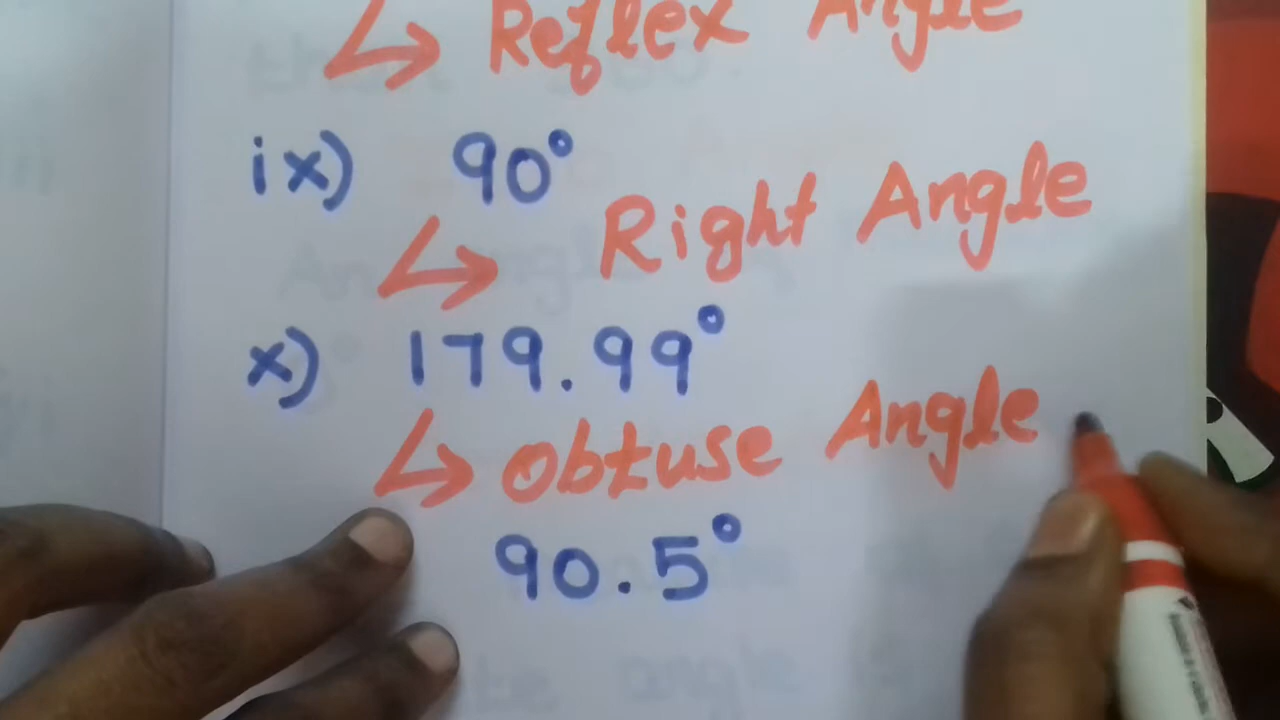 Reflex Angle
ix) 90°
Right Angle
x) 179.99°
Obtuse Angle
90.5°